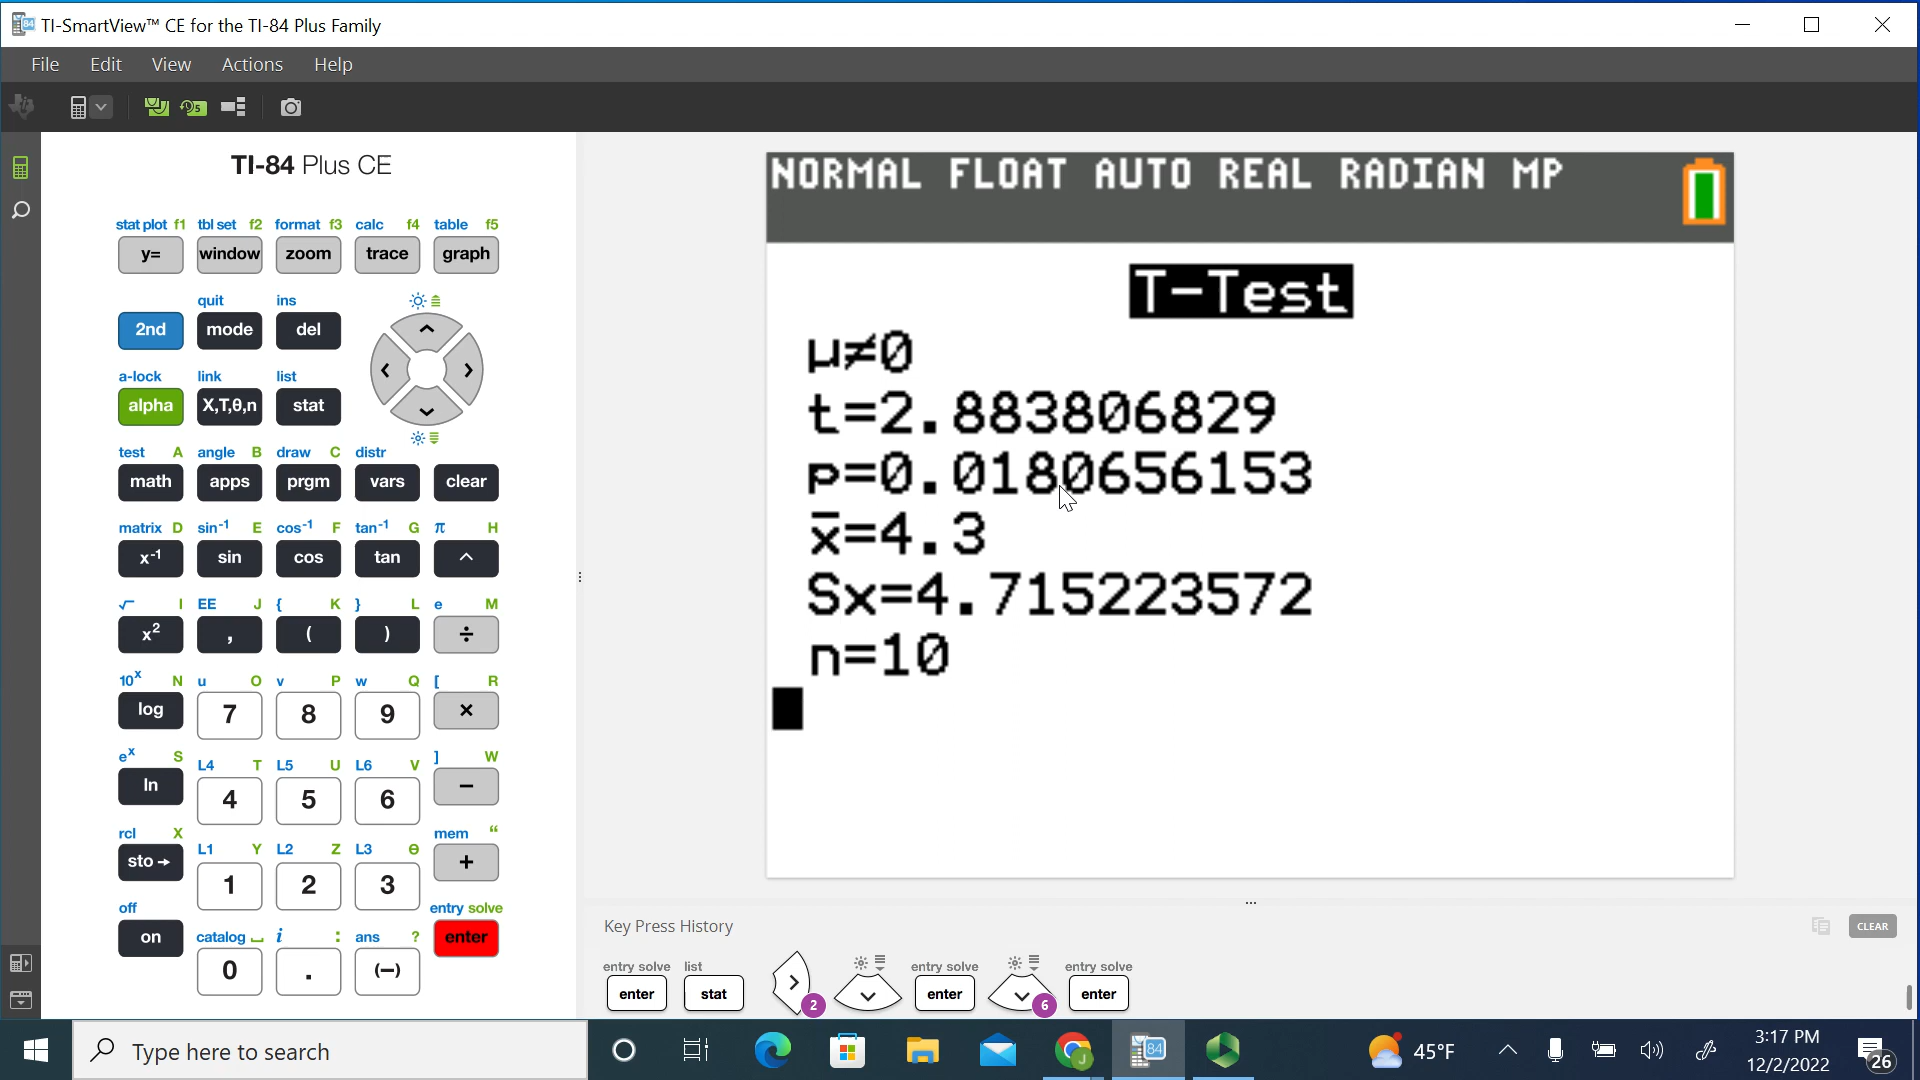 TI-SmartView™ CE for the TI-84 Plus Family
File Edit View Actions Help
TI-84 Plus CE
stat plot f1 tbl set f2 format f3 calc f4 table f5
y= window zoom trace graph
quit ins
2nd mode del
a-lock link list
alpha X,T,θ,n stat
test A angle B draw C distr
math apps prgm vars clear
matrix D sin⁻¹ E cos⁻¹ F tan⁻¹ G π H
x⁻¹ sin cos tan ^
√ I EE J { K } L e M
x² , ( ) ÷
10ˣ N u O v P w Q [ R
log 7 8 9 ×
eˣ S L4 T L5 U L6 V ] W
ln 4 5 6 −
rcl X L1 Y L2 Z L3 θ mem “
sto→ 1 2 3 +
off catalog ⎵ i : ans ? entry solve
on 0 . (−) enter
NORMAL FLOAT AUTO REAL RADIAN MP
T-Test
μ≠0
t=2.883806829
p=0.0180656153
x̄=4.3
Sx=4.715223572
n=10
Key Press History
CLEAR
entry solve list entry solve entry solve
enter stat 2 enter 6 enter
Type here to search
J
84
45°F
3:17 PM
12/2/2022
26